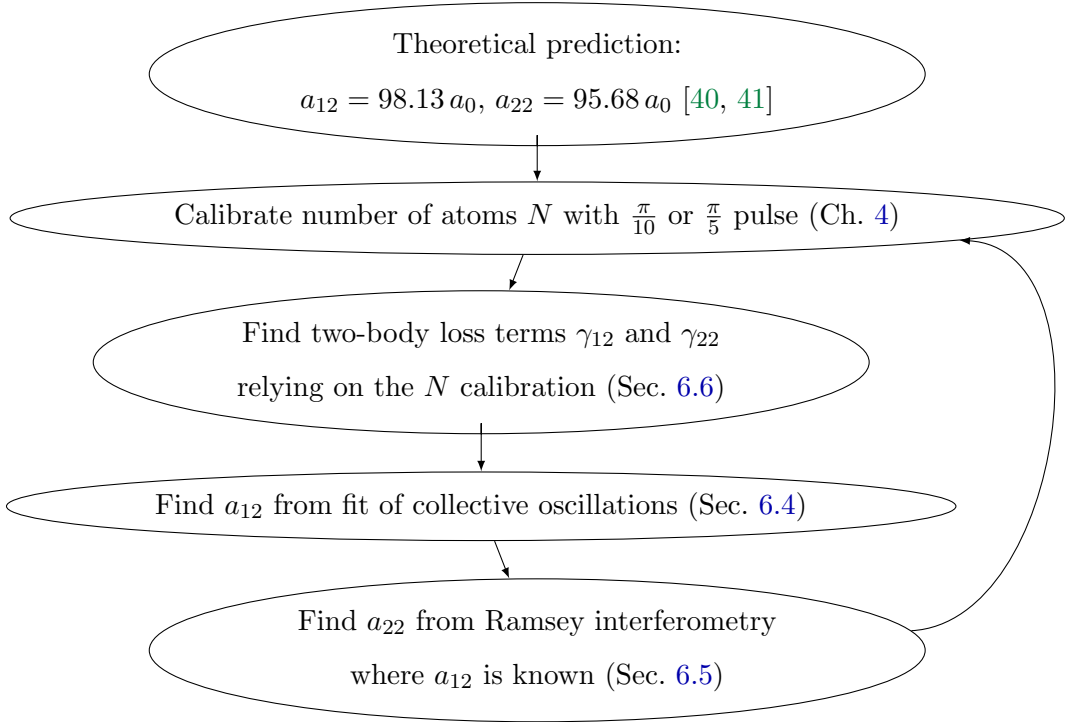 Theoretical prediction:
a₁₂ = 98.13 a₀, a₂₂ = 95.68 a₀ [40, 41]
Calibrate number of atoms N with π/10 or π/5 pulse (Ch. 4)
Find two-body loss terms γ₁₂ and γ₂₂
relying on the N calibration (Sec. 6.6)
Find a₁₂ from fit of collective oscillations (Sec. 6.4)
Find a₂₂ from Ramsey interferometry
where a₁₂ is known (Sec. 6.5)